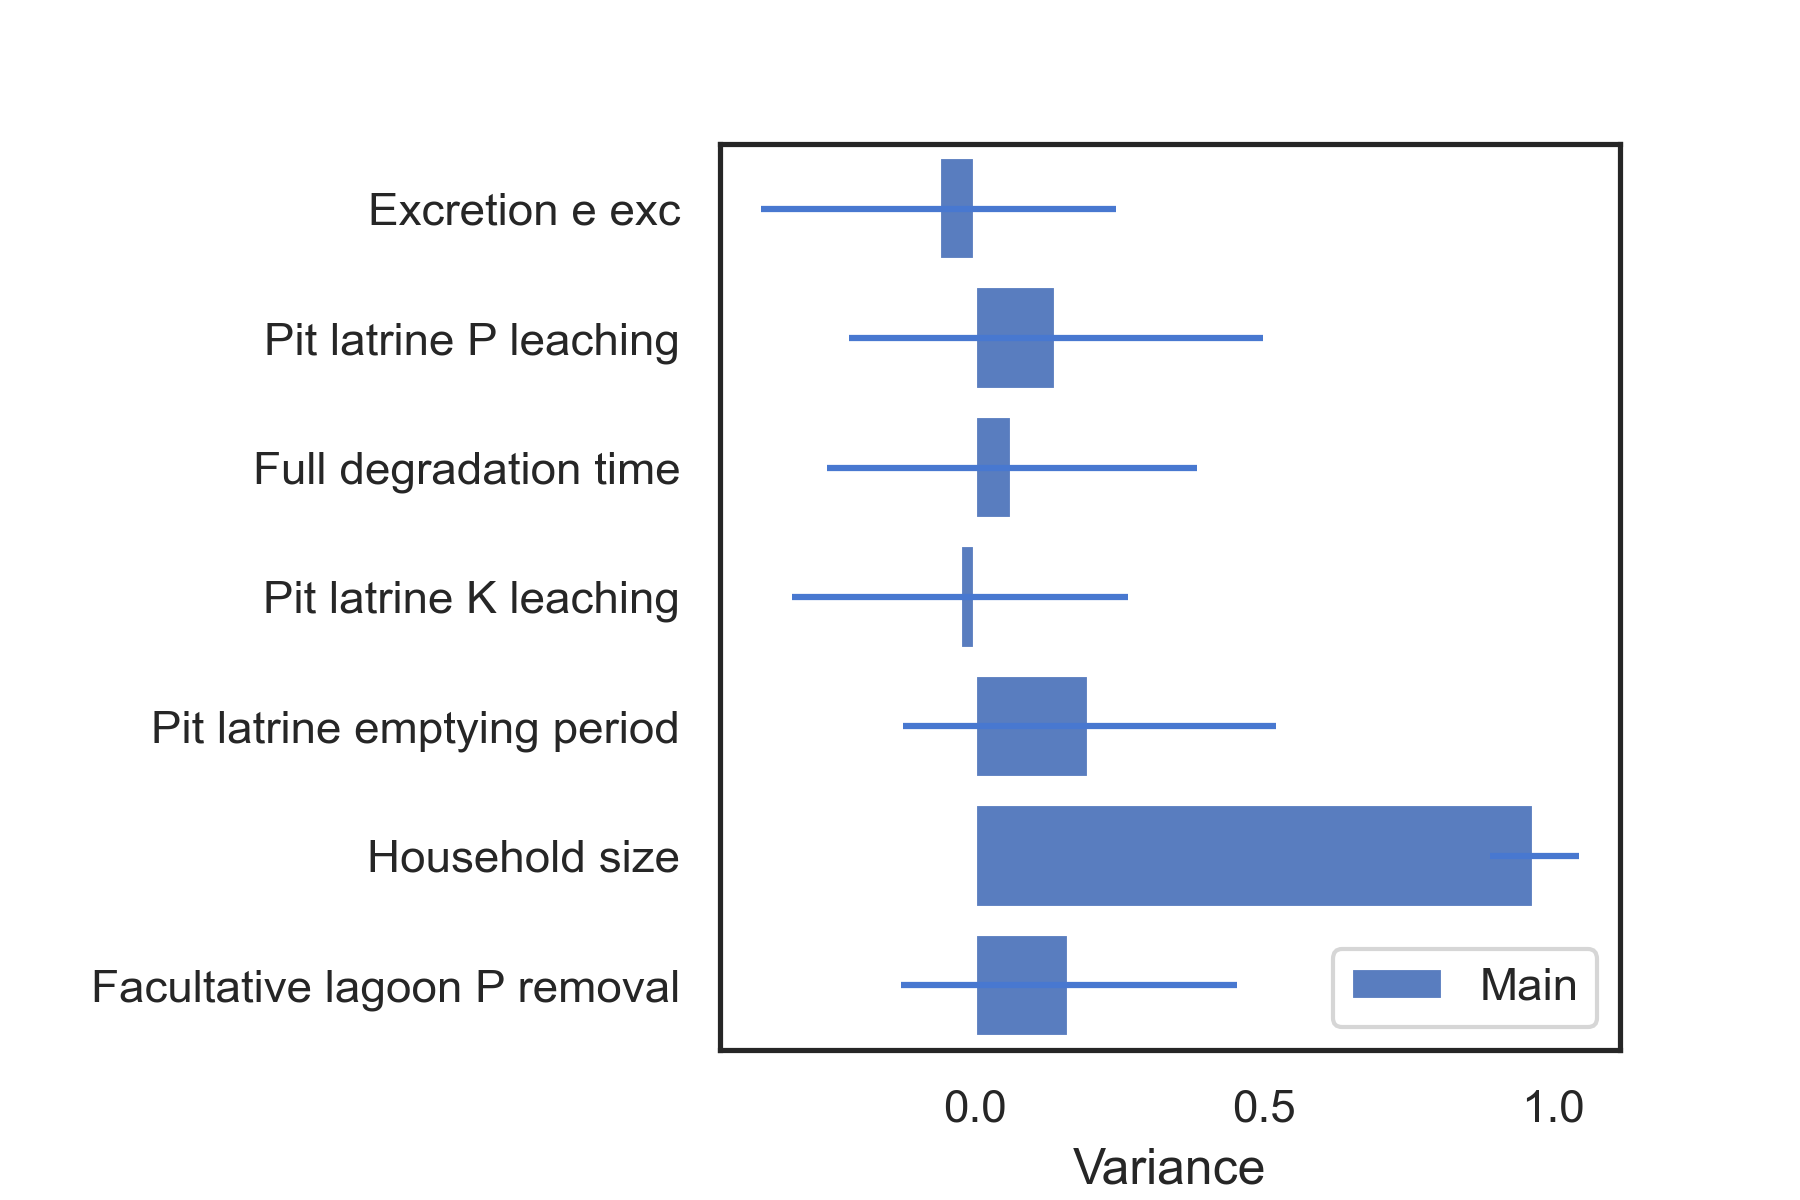 Excretion e exc
Pit latrine P leaching
Full degradation time
Pit latrine K leaching
Pit latrine emptying period
Household size
Facultative lagoon P removal
Main
0.0 0.5 1.0
Variance